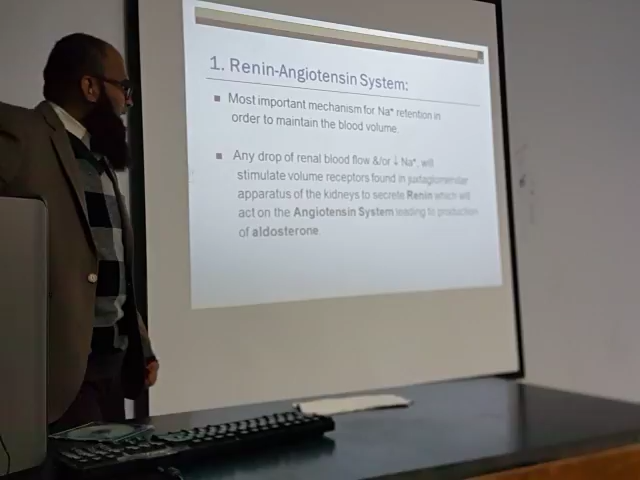 1. Renin-Angiotensin System:
▪ Most important mechanism for Na⁺ retention in
order to maintain the blood volume.
▪ Any drop of renal blood flow &/or ↓ Na⁺, will
stimulate volume receptors found in juxtaglomerular
apparatus of the kidneys to secrete Renin which will
act on the Angiotensin System leading to production
of aldosterone